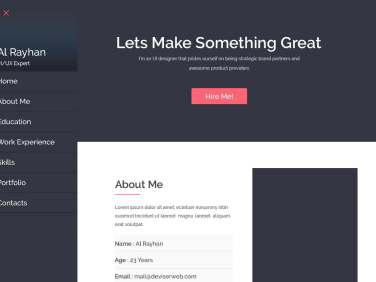 Al Rayhan
UI/UX Expert
Home
About Me
Education
Work Experience
Skills
Portfolio
Contacts
Lets Make Something Great
I'm an UI designer that prides ourself on being strategic brand partners and
awesome product providers
Hire Me!
About Me
Lorem ipsum dolor sit amet, ectetuer nonummy nibh
euismod tincidunt ut laoreet magna laoreet aliquam
erat volutpat.
Name : Al Rayhan
Age : 23 Years
Email : mail@deviserweb.com